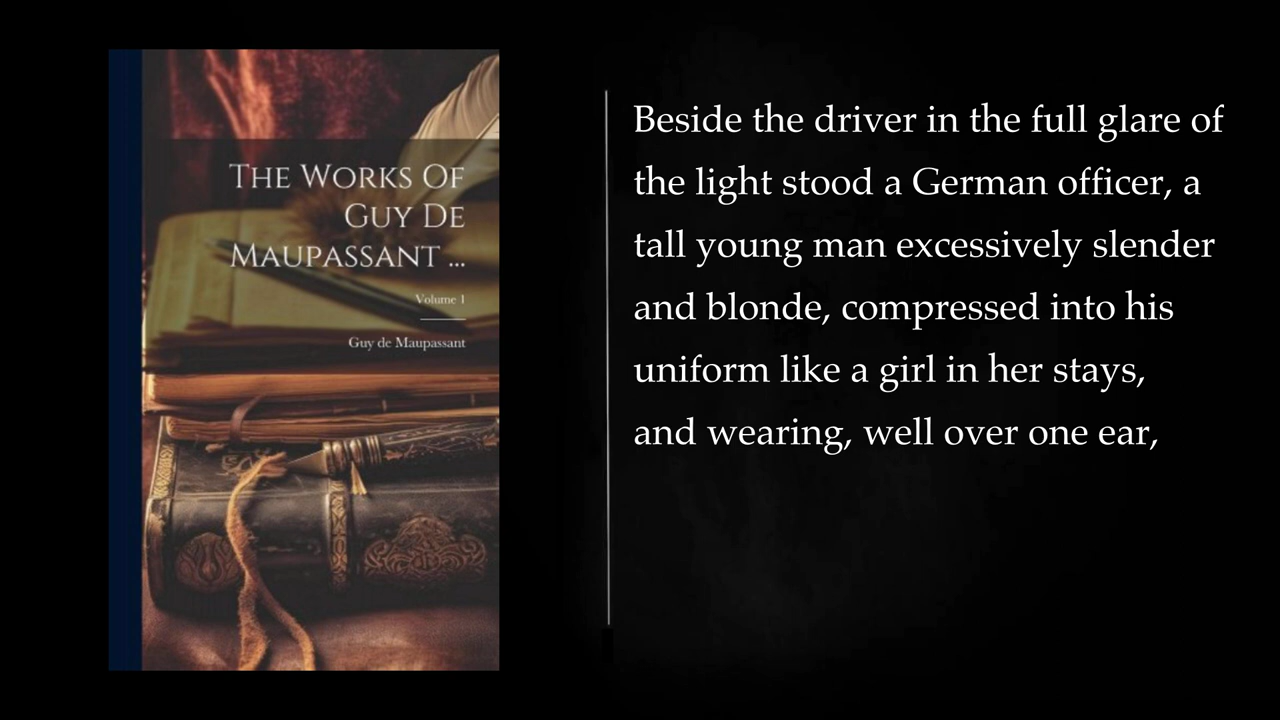 The Works Of
Guy De
Maupassant ...
Volume 1
Guy de Maupassant
Beside the driver in the full glare of
the light stood a German officer, a
tall young man excessively slender
and blonde, compressed into his
uniform like a girl in her stays,
and wearing, well over one ear,